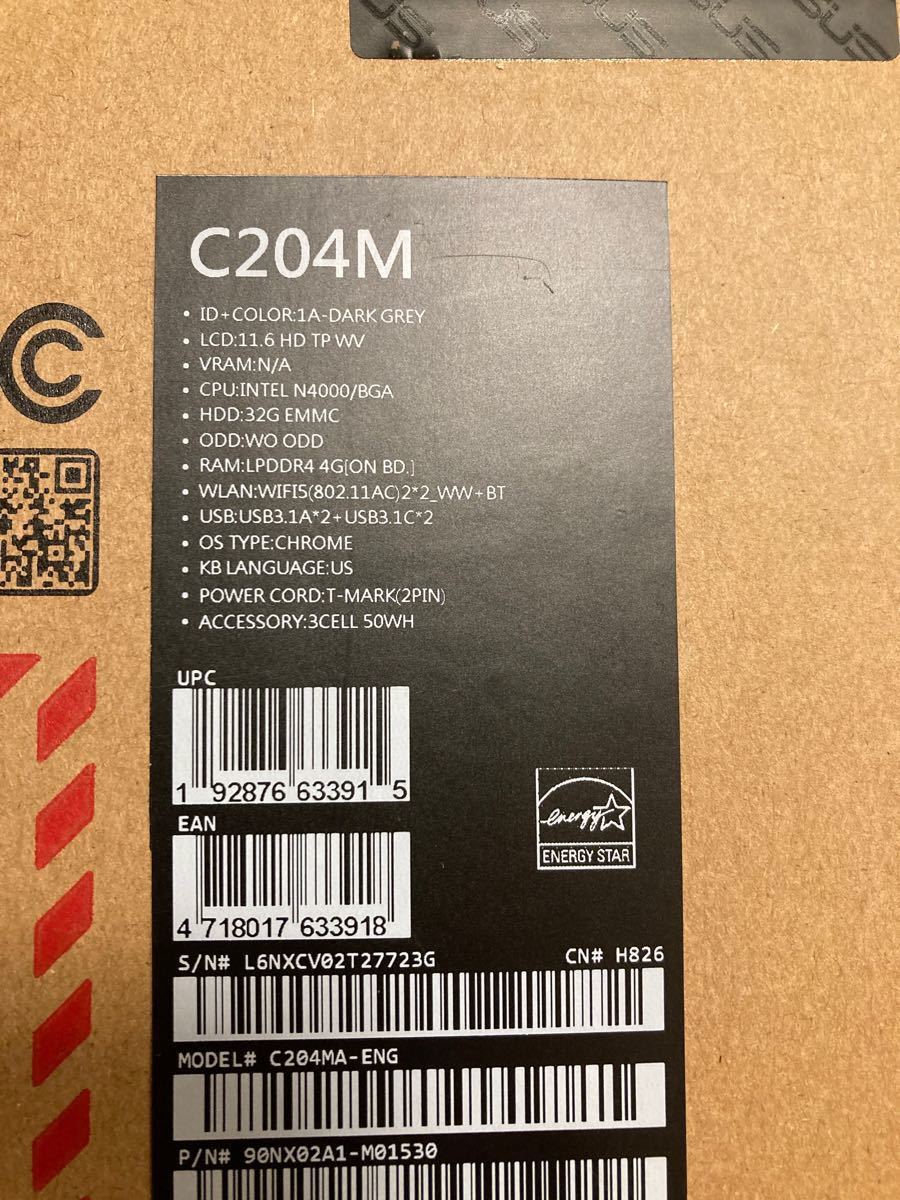 ASUS
C204M
• ID+COLOR:1A-DARK GREY
• LCD:11.6 HD TP WV
• VRAM:N/A
• CPU:INTEL N4000/BGA
• HDD:32G EMMC
• ODD:WO ODD
• RAM:LPDDR4 4G[ON BD.]
• WLAN:WIFI5(802.11AC)2*2_WW+BT
• USB:USB3.1A*2+USB3.1C*2
• OS TYPE:CHROME
• KB LANGUAGE:US
• POWER CORD:T-MARK(2PIN)
• ACCESSORY:3CELL 50WH
UPC
1 92876 63391 5
EAN
4 718017 633918
energy
ENERGY STAR
S/N# L6NXCV02T27723G CN# H826
MODEL# C204MA-ENG
P/N# 90NX02A1-M01530